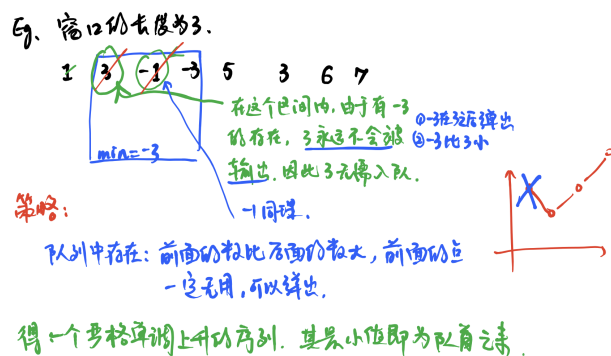 Eg、窗口的长度为3.
1 3 -1 -3 5 3 6 7
min=-3
在这个区间内,由于有-3
的存在,3永远不会被
输出.因此3无需入队.
①-3在3后弹出
②-3比3小
-1同理.
策略:
队列中存在:前面的数比后面的数大,前面的点
一定无用,可以弹出.
得:一个严格单调上升的序列.其最小值即为队首元素.